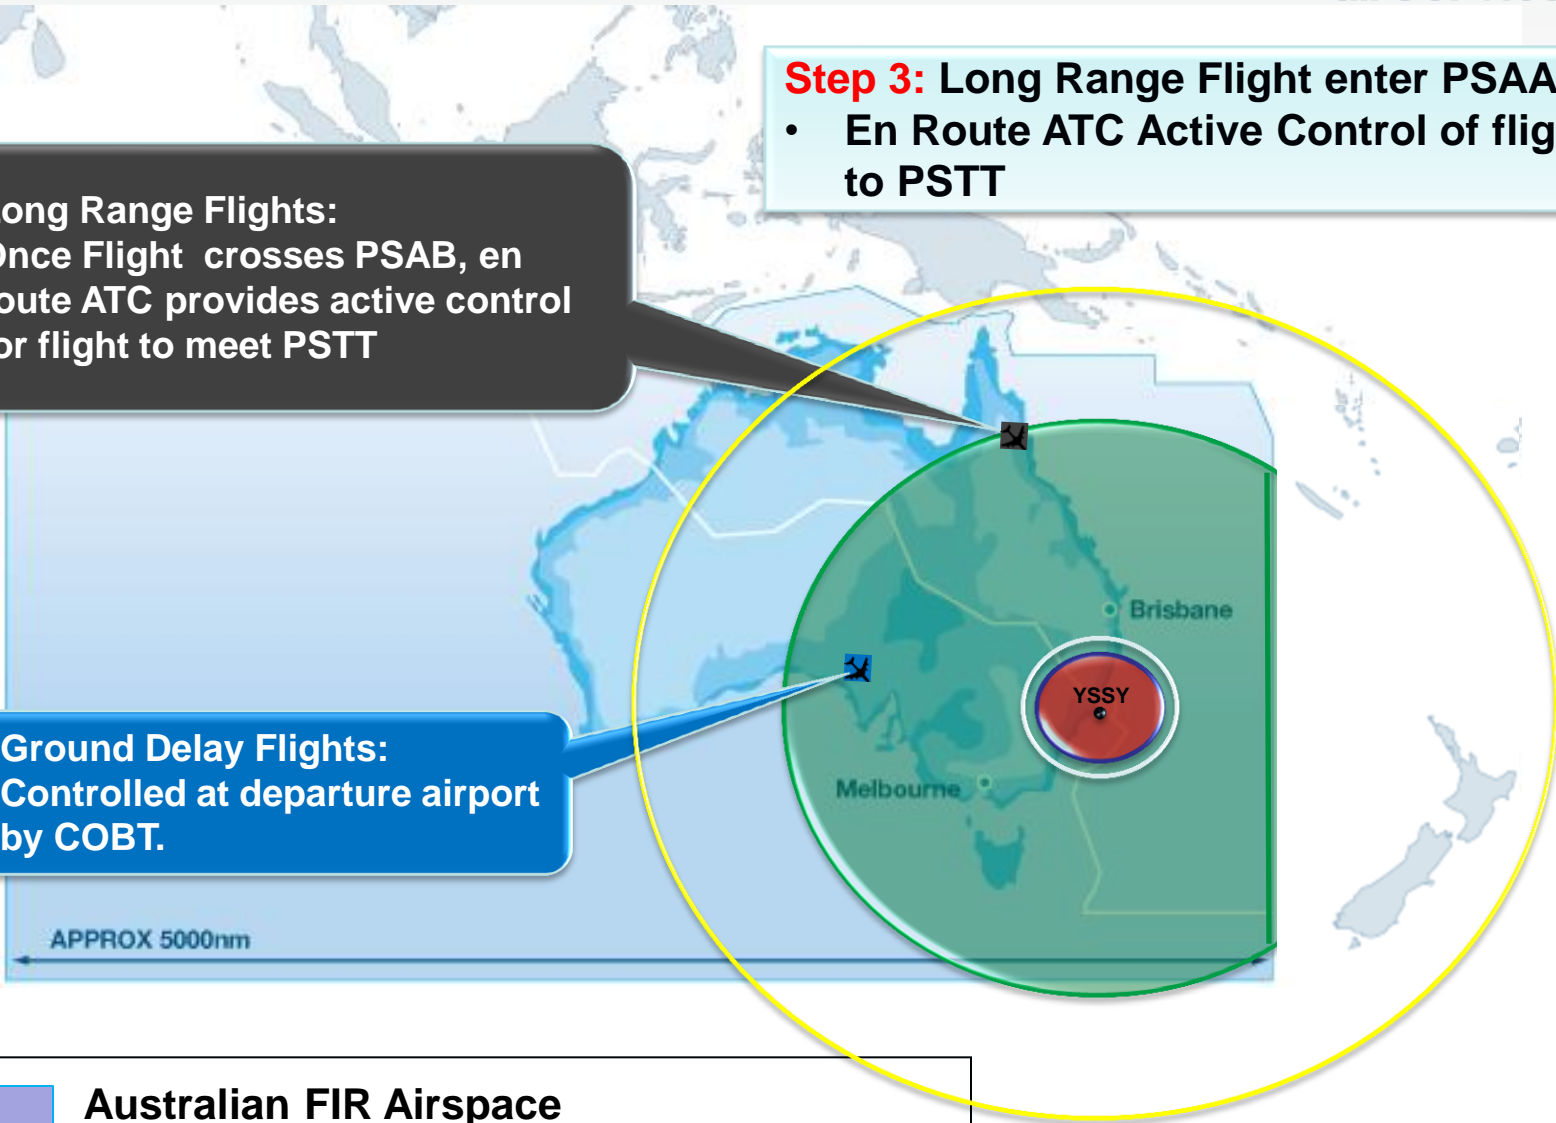 Step 3: Long Range Flight enter PSAA
• En Route ATC Active Control of flig
to PSTT
ong Range Flights:
Once Flight crosses PSAB, en
oute ATC provides active control
or flight to meet PSTT
Brisbane
YSSY
Ground Delay Flights:
Controlled at departure airport
by COBT.
Melbourne
APPROX 5000nm
Australian FIR Airspace